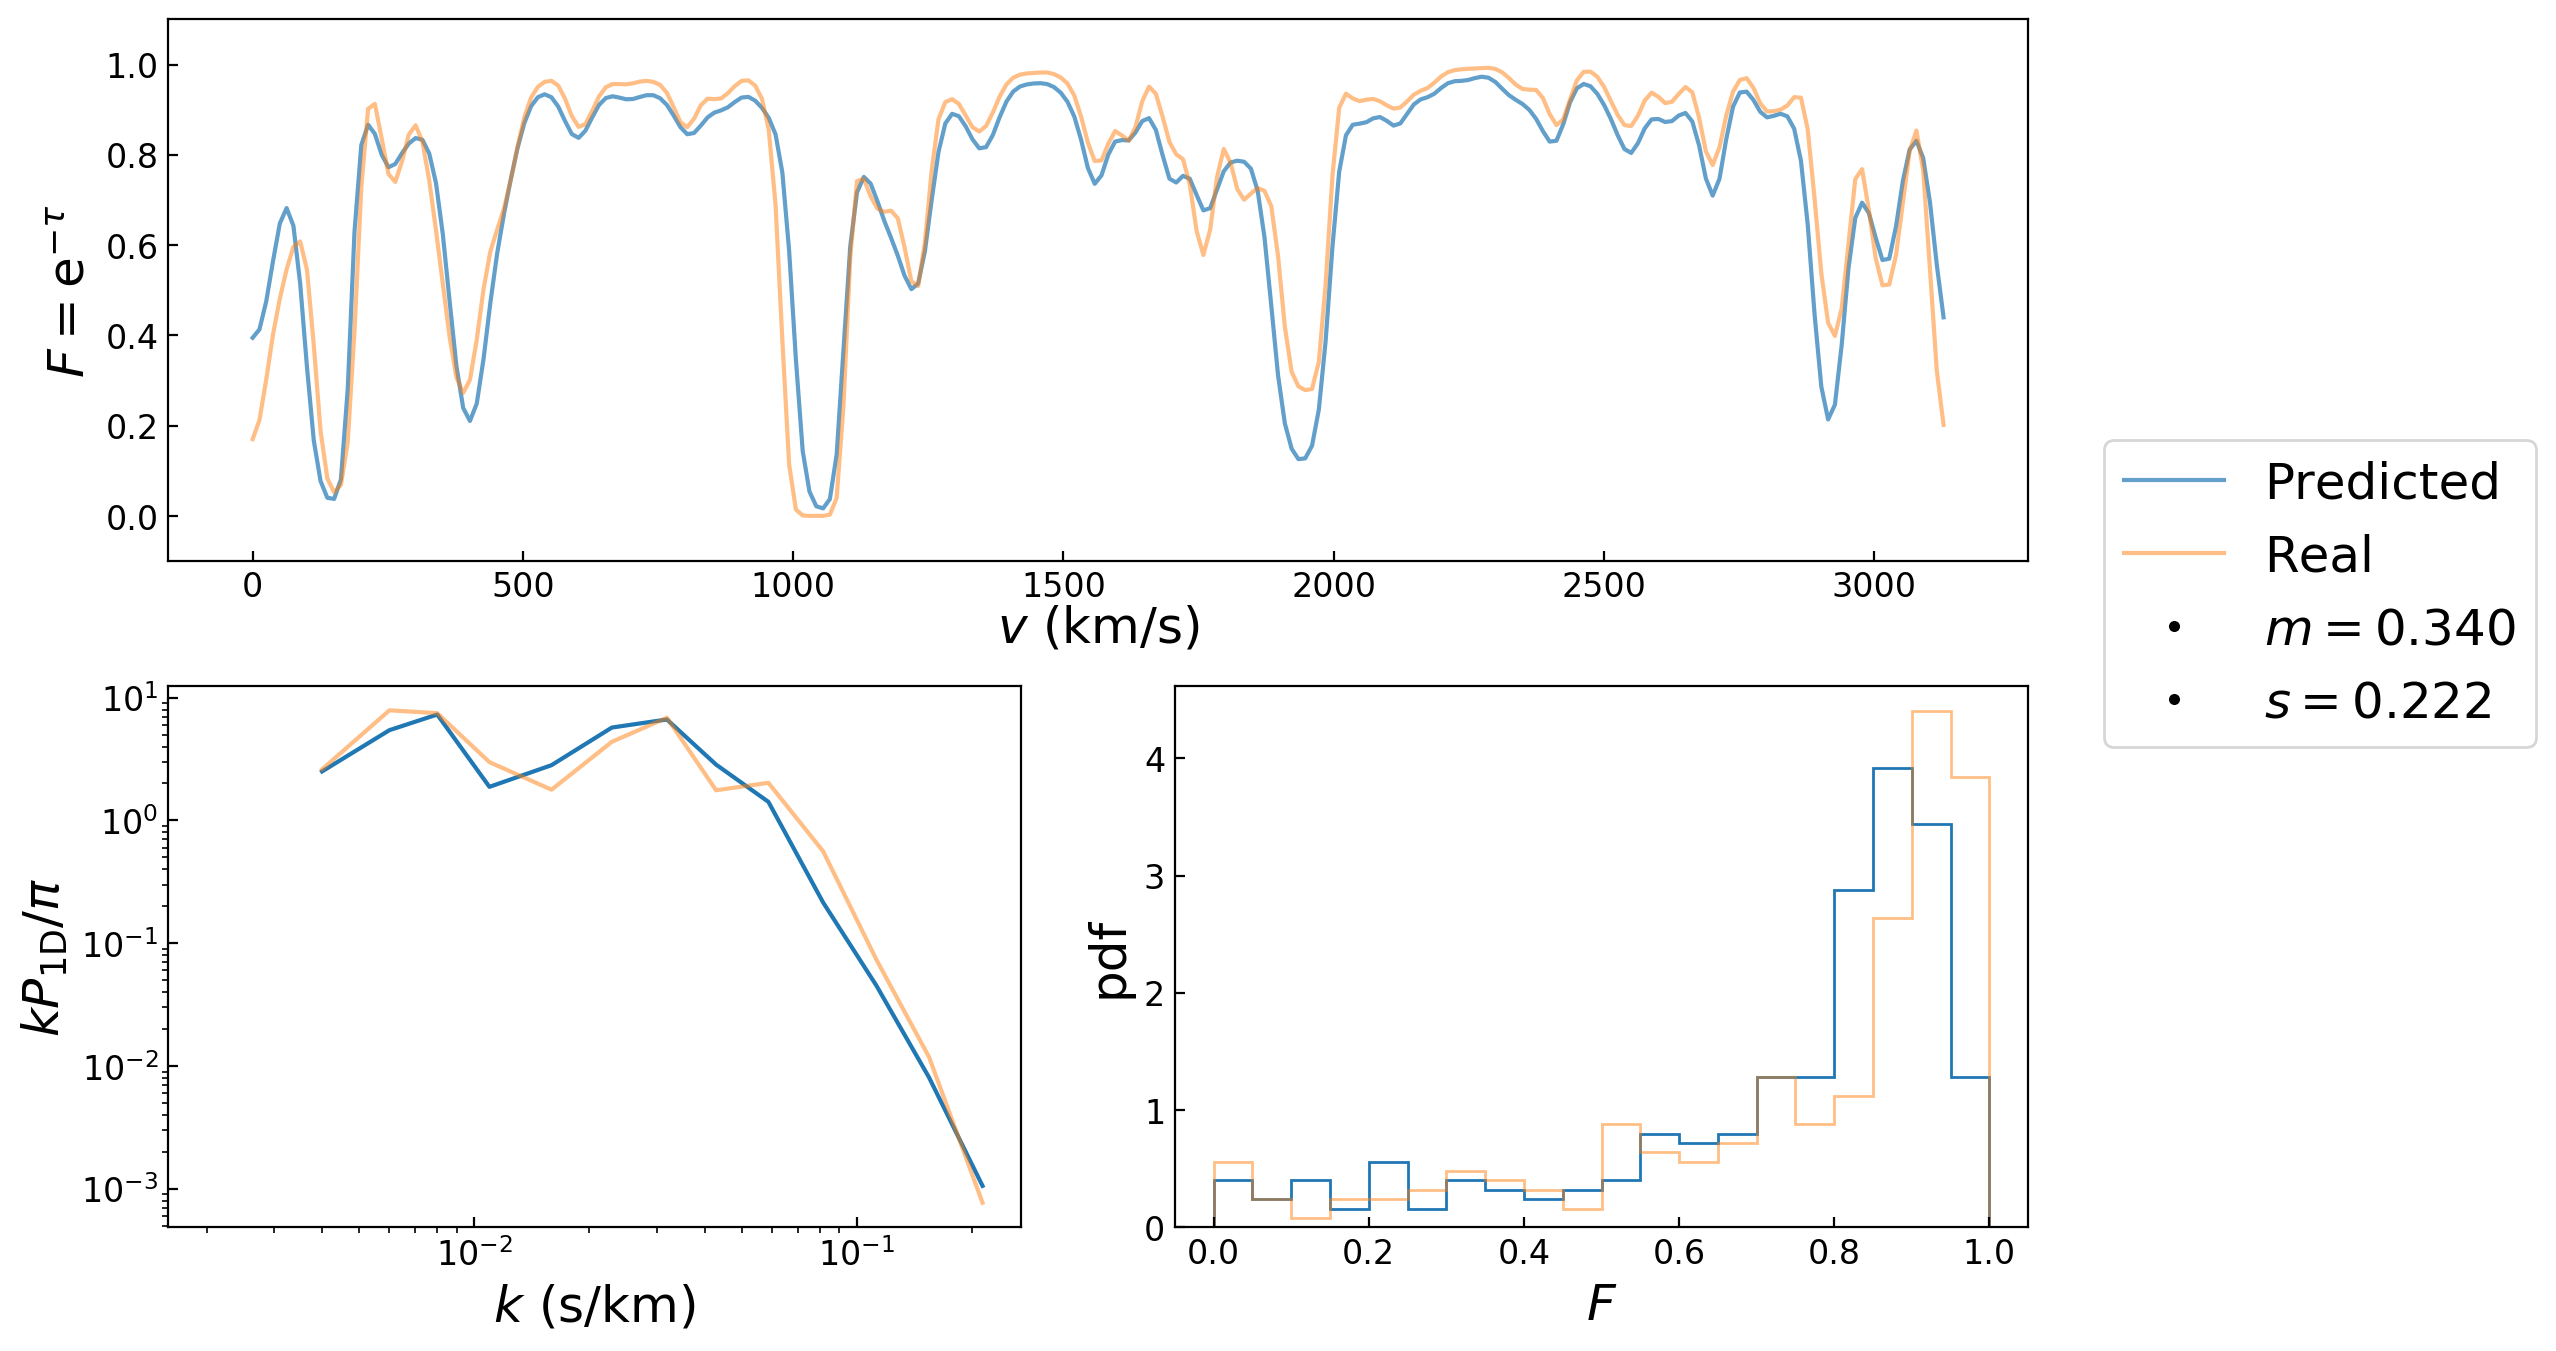 F = e^{−τ}
1.0
0.8
0.6
0.4
0.2
0.0
0 500 1000 1500 2000 2500 3000
v (km/s)
Predicted
Real
m = 0.340
s = 0.222
kP_{1D}/π
10^1
10^0
10^{−1}
10^{−2}
10^{−3}
10^{−2} 10^{−1}
k (s/km)
pdf
4
3
2
1
0
0.0 0.2 0.4 0.6 0.8 1.0
F